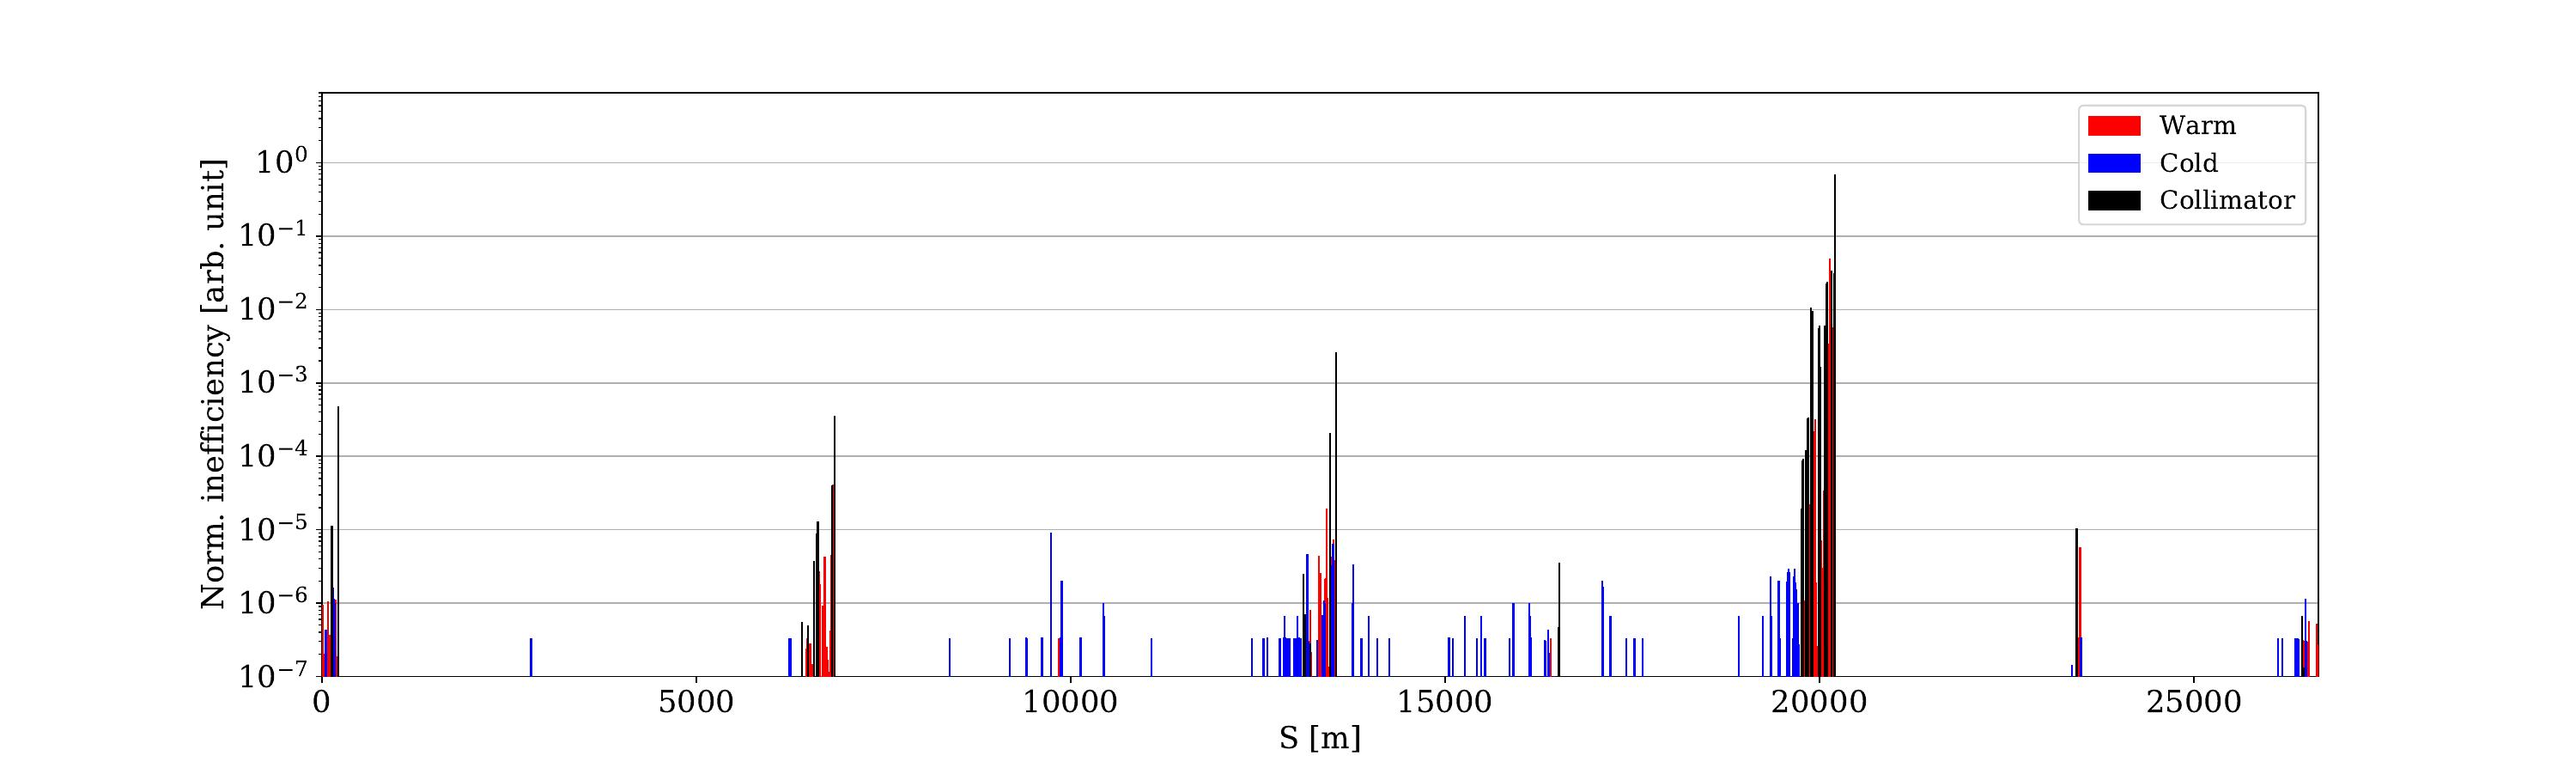 Norm. inefficiency [arb. unit]
10⁰
10⁻¹
10⁻²
10⁻³
10⁻⁴
10⁻⁵
10⁻⁶
10⁻⁷
Warm
Cold
Collimator
0 5000 10000 15000 20000 25000
S [m]